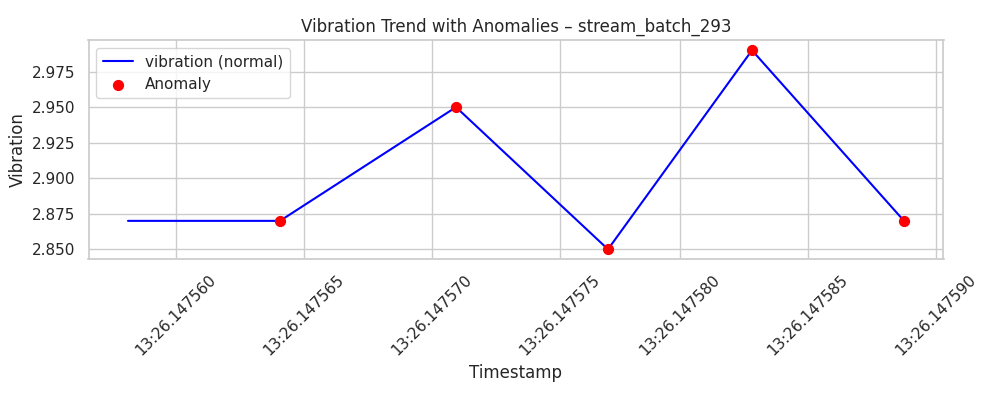 Vibration Trend with Anomalies – stream_batch_293
vibration (normal)
Anomaly
Vibration
2.975
2.950
2.925
2.900
2.875
2.850
13:26.147560
13:26.147565
13:26.147570
13:26.147575
13:26.147580
13:26.147585
13:26.147590
Timestamp